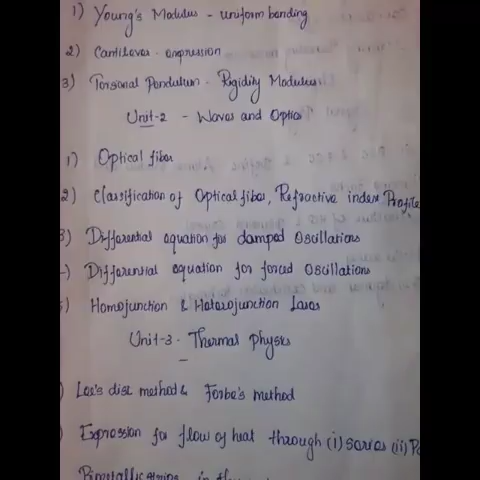 1) Young's Modulus - uniform bending
2) Cantilever - expression
3) Torsional Pendulum - Rigidity Modulus
Unit-2 - Waves and Optics
1) Optical fiber
2) Classification of Optical fiber, Refractive index Profile
3) Differential equation for damped Oscillations
Differential equation for forced Oscillations
Homojunction & Heterojunction Lases
Unit-3 - Thermal Physics
) Lee's disc method & Forbe's method
) Expression for flow of heat through (i) series (ii)
Bimetallic